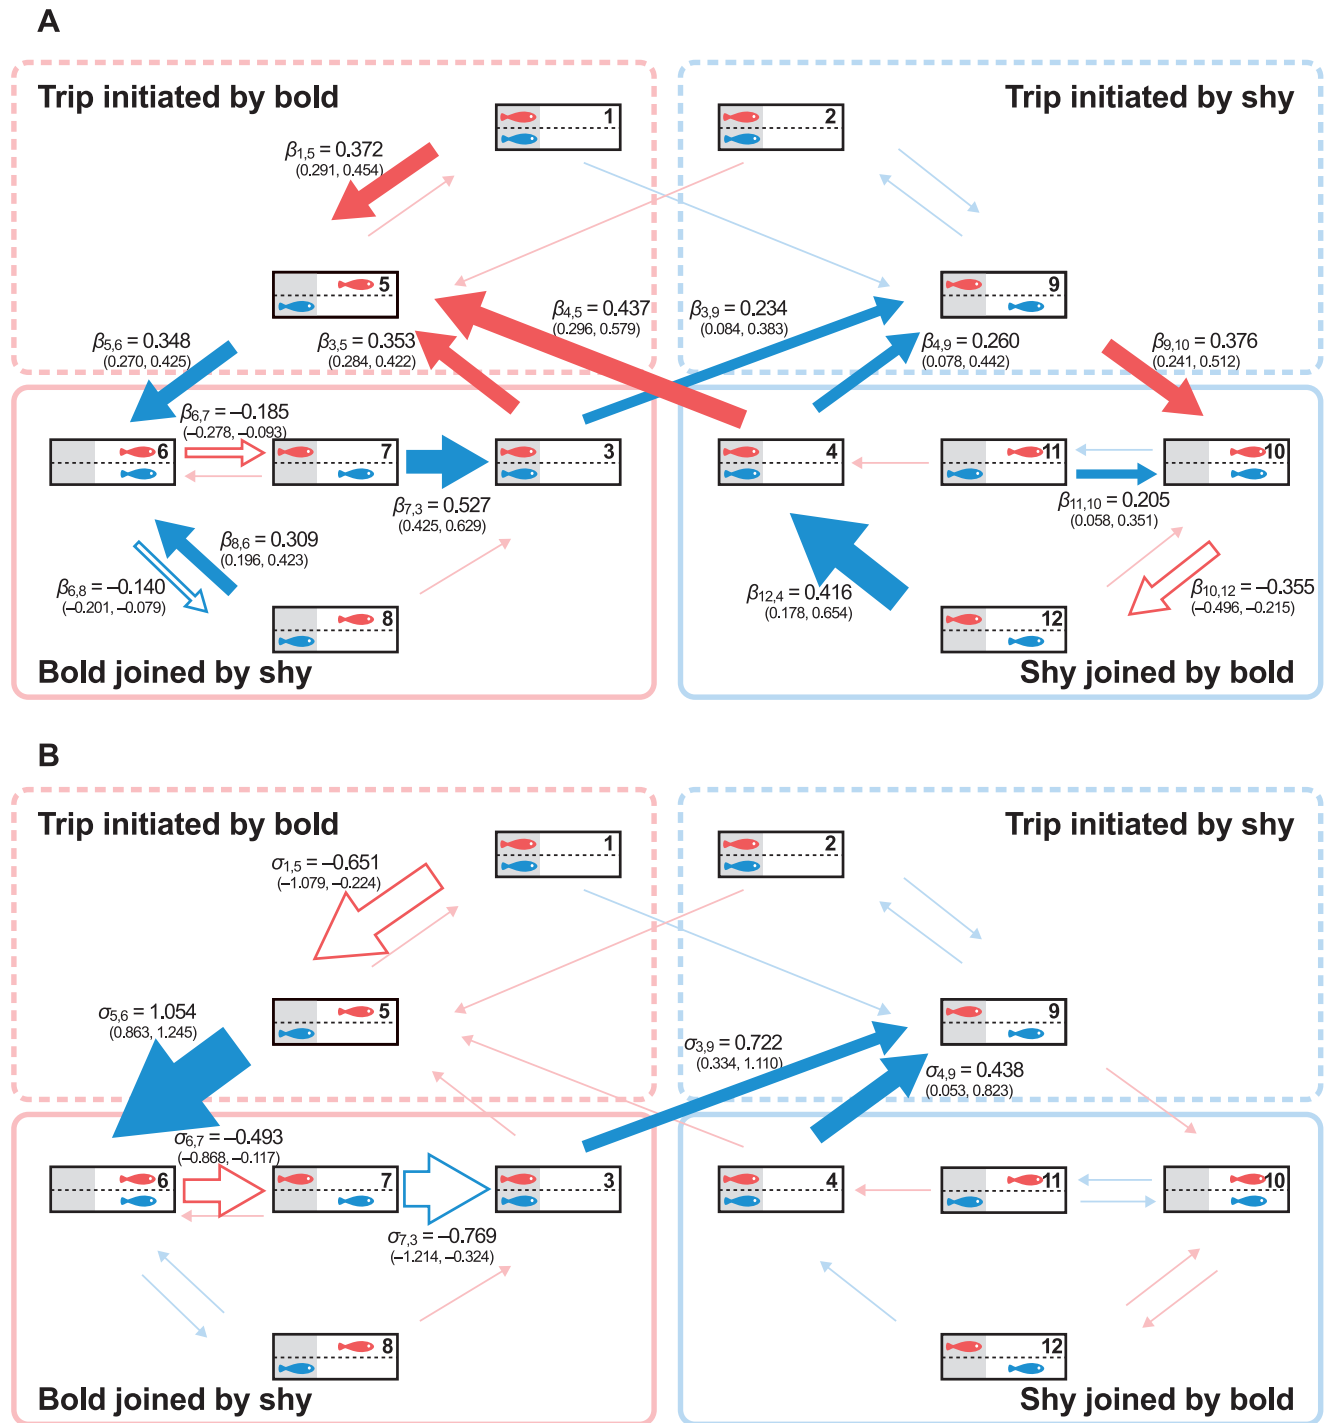 A
Trip initiated by bold
Trip initiated by shy
1
2
β1,5 = 0.372
(0.291, 0.454)
5
9
β5,6 = 0.348
(0.270, 0.425)
β3,5 = 0.353
(0.284, 0.422)
β4,5 = 0.437
(0.296, 0.579)
β3,9 = 0.234
(0.084, 0.383)
β4,9 = 0.260
(0.078, 0.442)
β9,10 = 0.376
(0.241, 0.512)
β6,7 = –0.185
(–0.278, –0.093)
6
7
3
4
11
10
β7,3 = 0.527
(0.425, 0.629)
β11,10 = 0.205
(0.058, 0.351)
β8,6 = 0.309
(0.196, 0.423)
β6,8 = –0.140
(–0.201, –0.079)
β12,4 = 0.416
(0.178, 0.654)
β10,12 = –0.355
(–0.496, –0.215)
8
12
Bold joined by shy
Shy joined by bold
B
Trip initiated by bold
Trip initiated by shy
1
2
σ1,5 = –0.651
(–1.079, –0.224)
5
9
σ5,6 = 1.054
(0.863, 1.245)
σ3,9 = 0.722
(0.334, 1.110)
σ4,9 = 0.438
(0.053, 0.823)
σ6,7 = –0.493
(–0.868, –0.117)
6
7
3
4
11
10
σ7,3 = –0.769
(–1.214, –0.324)
8
12
Bold joined by shy
Shy joined by bold